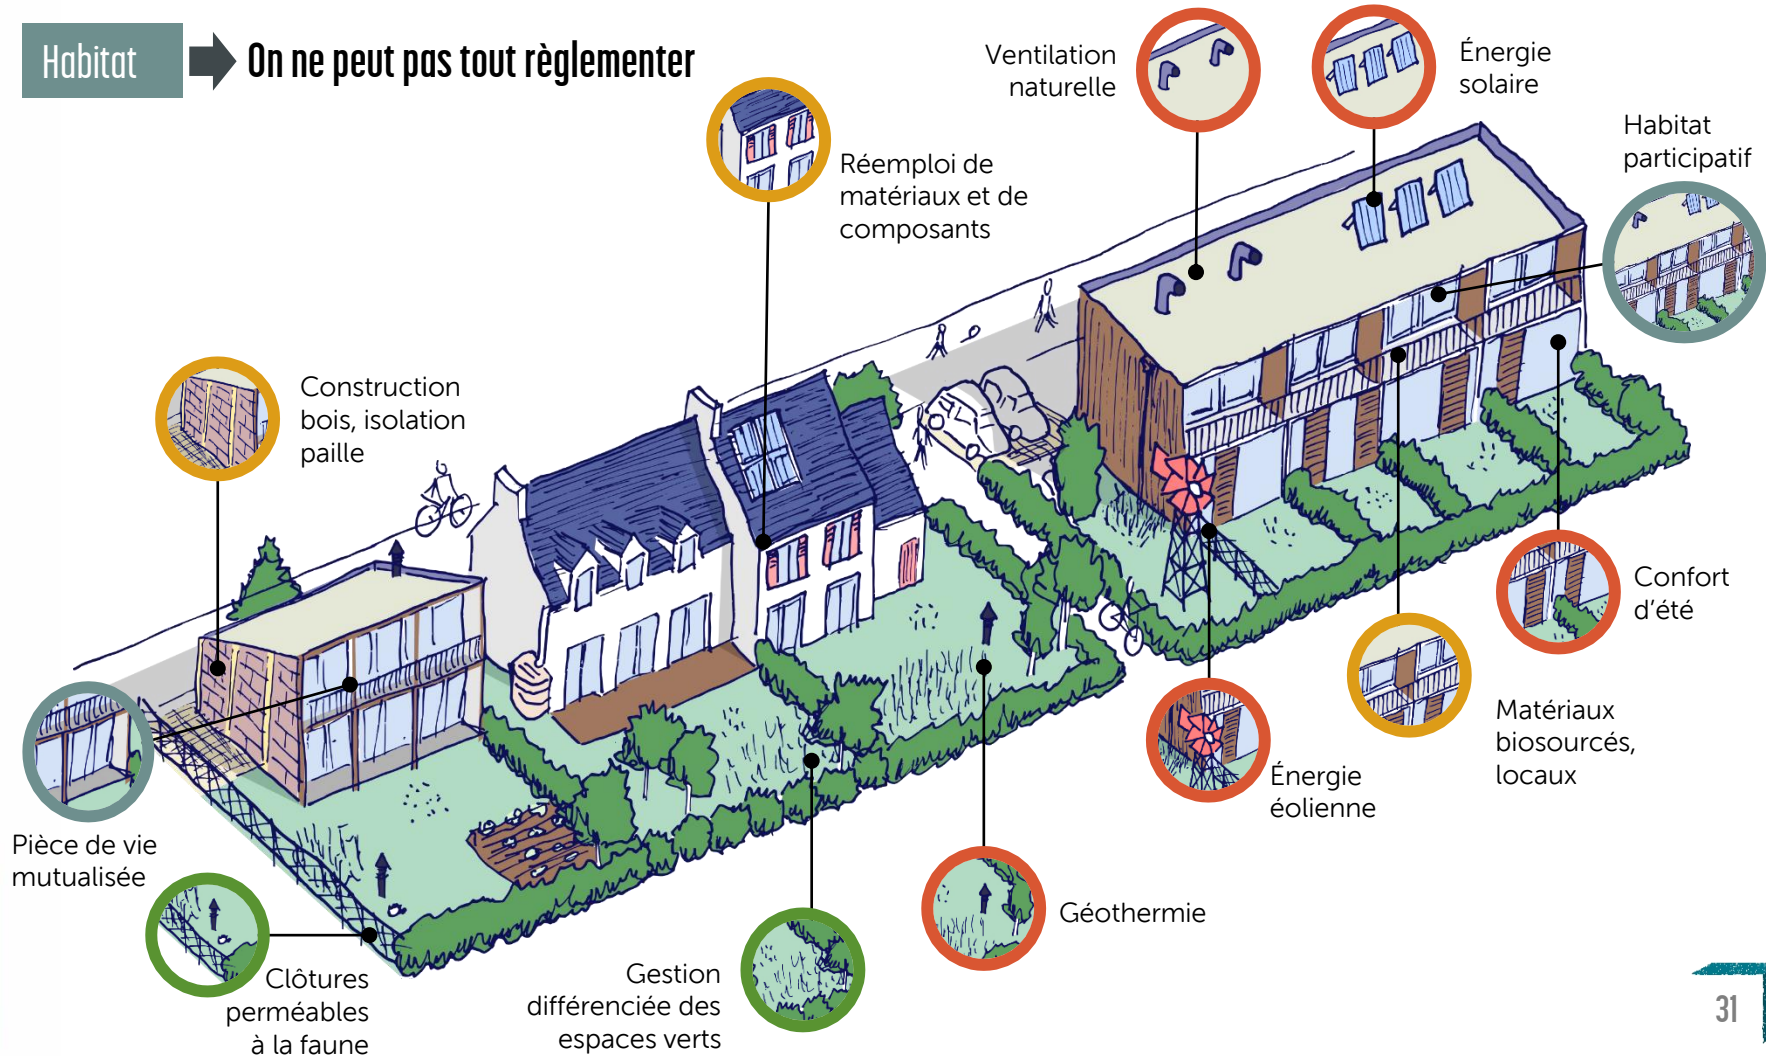 Habitat
On ne peut pas tout règlementer
Ventilation
naturelle
Énergie
solaire
Habitat
participatif
Réemploi de
matériaux et de
composants
Construction
bois, isolation
paille
Confort
d'été
Matériaux
biosourcés,
locaux
Énergie
éolienne
Pièce de vie
mutualisée
Géothermie
Clôtures
perméables
à la faune
Gestion
différenciée des
espaces verts
31